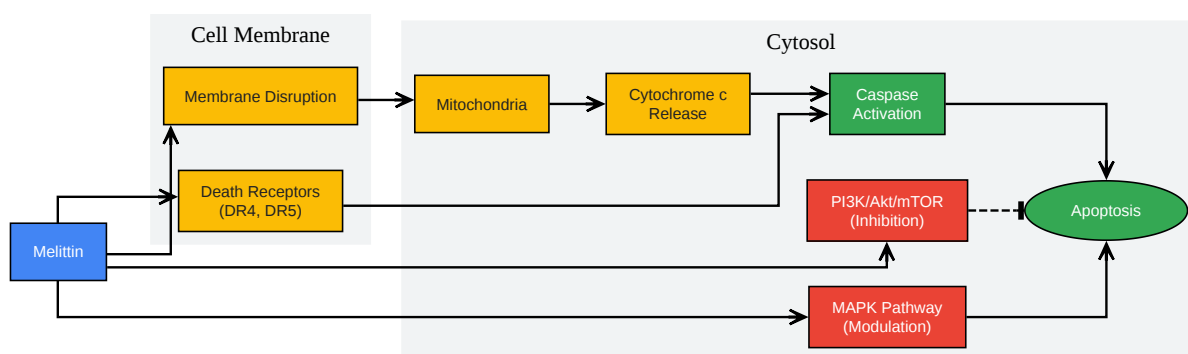 Cell Membrane
Cytosol
Membrane Disruption
Mitochondria
Cytochrome c
Release
Caspase
Activation
Death Receptors
(DR4, DR5)
PI3K/Akt/mTOR
(Inhibition)
Apoptosis
Melittin
MAPK Pathway
(Modulation)